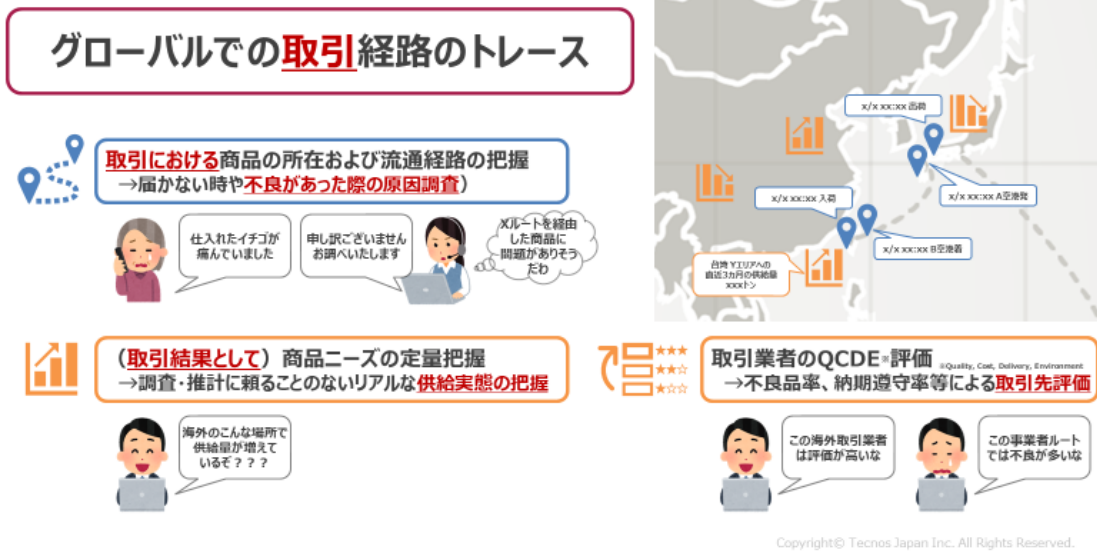 グローバルでの取引経路のトレース
取引における商品の所在および流通経路の把握
→届かない時や不良があった際の原因調査）
仕入れたイチゴが
痛んでいました
申し訳ございません
お調べいたします
Xルートを経由
した商品に
問題がありそう
だわ
x/x xx:xx 出荷
x/x xx:xx A空港発
x/x xx:xx 入荷
x/x xx:xx B空港着
台湾 Yエリアへの
直近3カ月の供給量
xxxトン
（取引結果として）商品ニーズの定量把握
→調査・推計に頼ることのないリアルな供給実態の把握
海外のこんな場所で
供給量が増えて
いるぞ？？？
取引業者のQCDE※評価 ※Quality, Cost, Delivery, Environment
→不良品率、納期遵守率等による取引先評価
この海外取引業者
は評価が高いな
この事業者ルート
では不良が多いな
Copyright© Tecnos Japan Inc. All Rights Reserved.